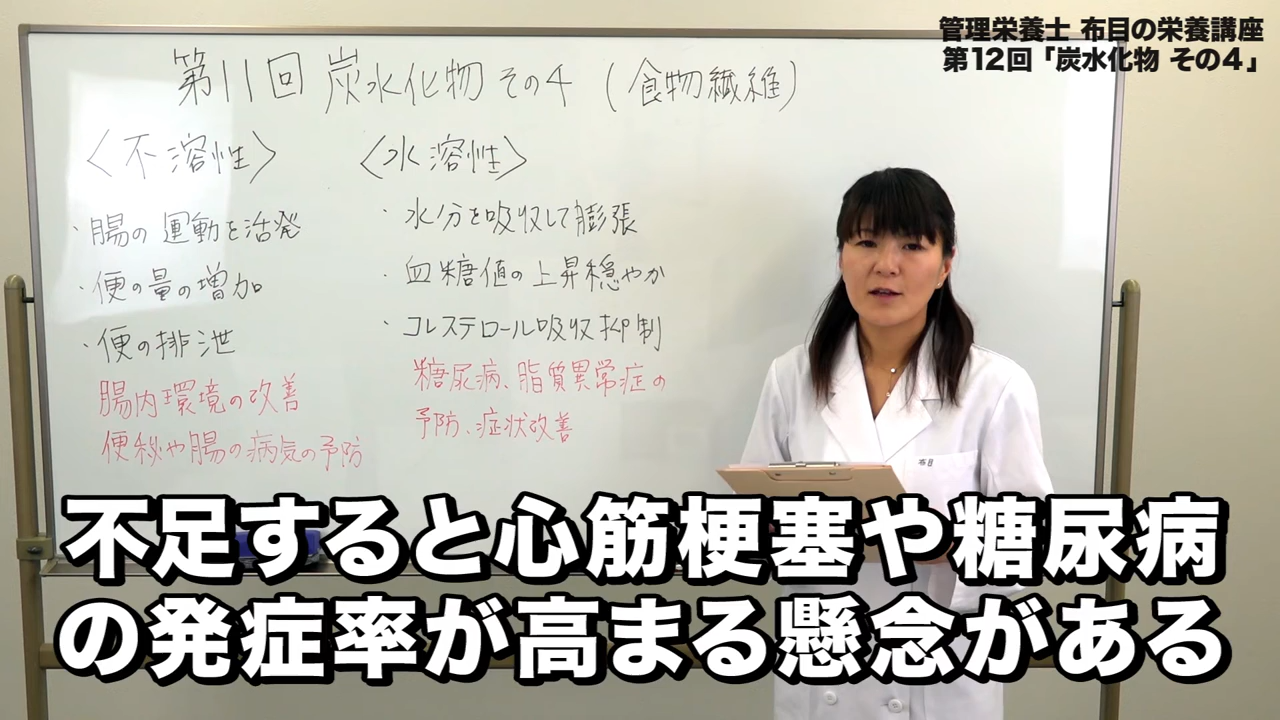 管理栄養士 布目の栄養講座
第12回「炭水化物 その4」
第11回 炭水化物 その4 (食物繊維)
〈不溶性〉
・腸の運動を活発
・便の量の増加
・便の排泄
腸内環境の改善
便秘や腸の病気の予防
〈水溶性〉
・水分を吸収して膨張
・血糖値の上昇穏やか
・コレステロール吸収抑制
糖尿病、脂質異常症の
予防、症状改善
布目
不足すると心筋梗塞や糖尿病
の発症率が高まる懸念がある